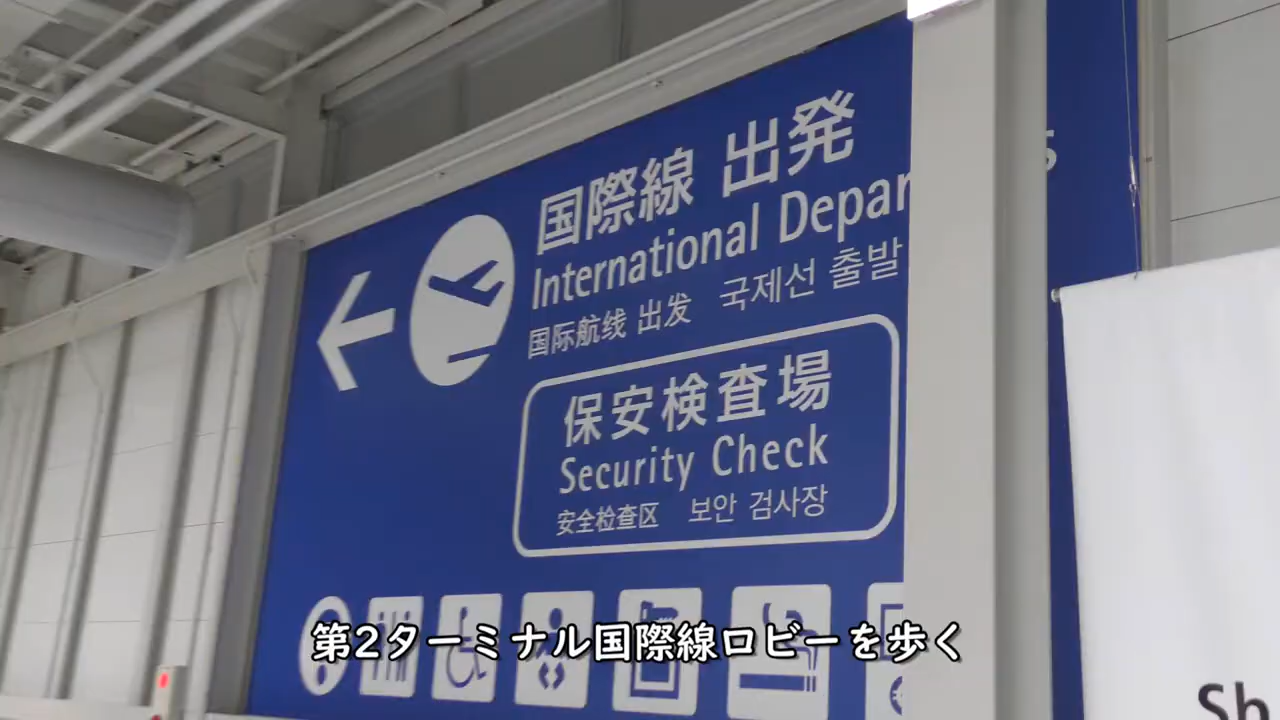 国際線 出発
International Depar
国际航线 出发 국제선 출발
保安検査場
Security Check
安全检查区 보안 검사장
5
Sh
第2ターミナル国際線ロビーを歩く